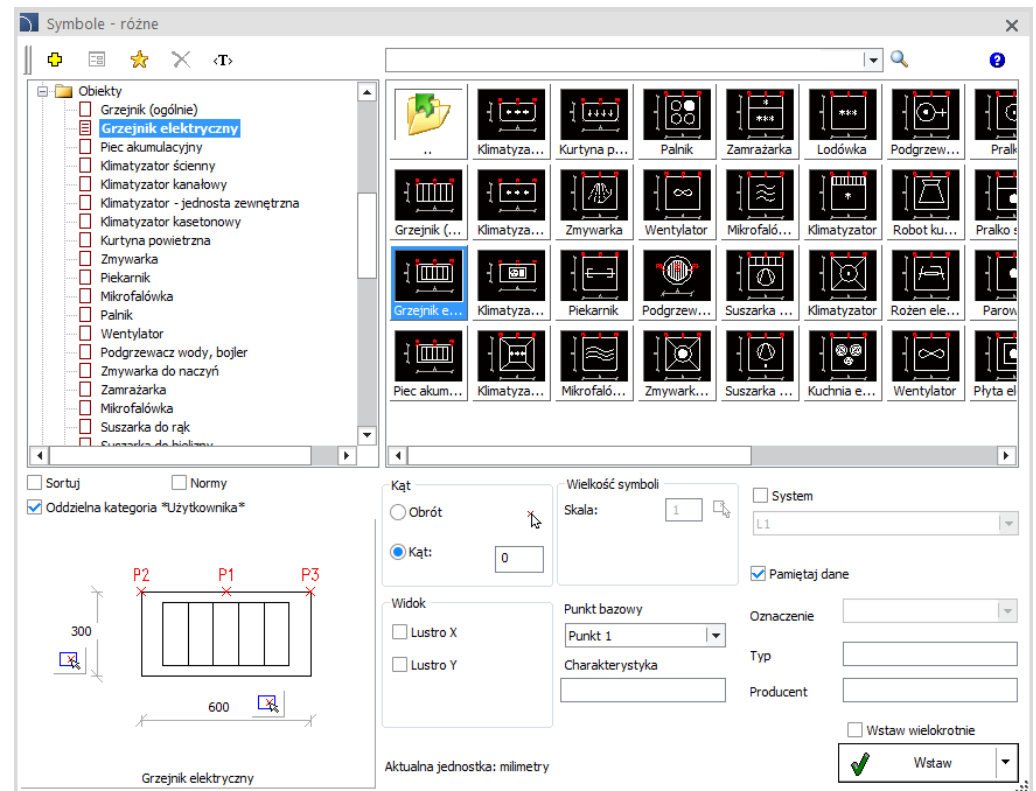 Symbole - różne
<T>
Obiekty
Grzejnik (ogólnie)
Grzejnik elektryczny
Piec akumulacyjny
Klimatyzator ścienny
Klimatyzator kanałowy
Klimatyzator - jednosta zewnętrzna
Klimatyzator kasetonowy
Kurtyna powietrzna
Zmywarka
Piekarnik
Mikrofalówka
Palnik
Wentylator
Podgrzewacz wody, bojler
Zmywarka do naczyń
Zamrażarka
Mikrofalówka
Suszarka do rąk
Suszarka do bielizny
.. Klimatyza... Kurtyna p... Palnik Zamrażarka Lodówka Podgrzew... Pralk
Grzejnik (... Klimatyza... Zmywarka Wentylator Mikrofaló... Klimatyzator Robot ku... Pralko s
Grzejnik e... Klimatyza... Piekarnik Podgrzew... Suszarka ... Klimatyzator Rożen ele... Parow
Piec akum... Klimatyza... Mikrofaló... Zmywark... Suszarka ... Kuchnia e... Wentylator Płyta el
Sortuj Normy
Oddzielna kategoria *Użytkownika*
P2 P1 P3
300
600
Grzejnik elektryczny
Kąt
Obrót
Kąt: 0
Wielkość symboli
Skala: 1
System
L1
Pamiętaj dane
Widok
Lustro X
Lustro Y
Punkt bazowy
Punkt 1
Charakterystyka
Oznaczenie
Typ
Producent
Wstaw wielokrotnie
Aktualna jednostka: milimetry
Wstaw